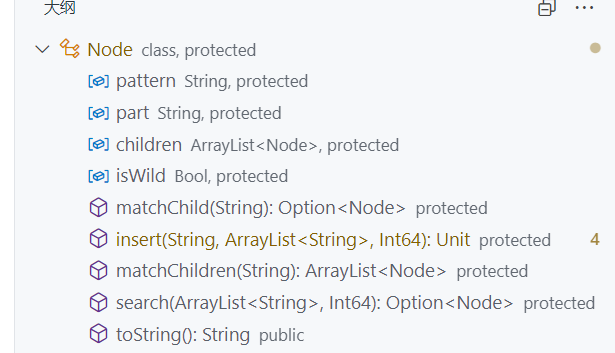 大纲
Node class, protected
pattern String, protected
part String, protected
children ArrayList<Node>, protected
isWild Bool, protected
matchChild(String): Option<Node> protected
insert(String, ArrayList<String>, Int64): Unit protected 4
matchChildren(String): ArrayList<Node> protected
search(ArrayList<String>, Int64): Option<Node> protected
toString(): String public